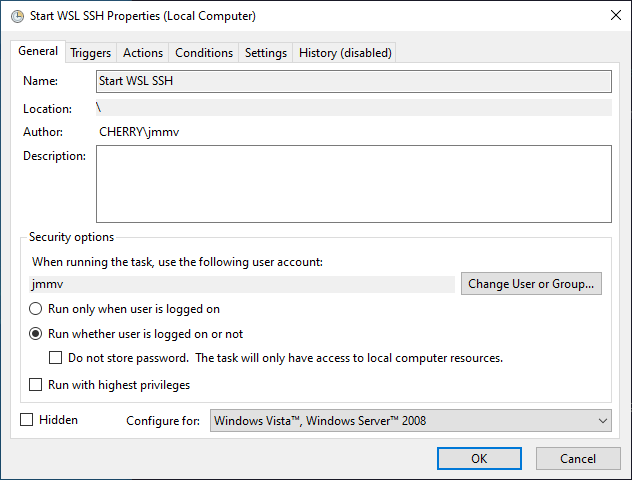 Start WSL SSH Properties (Local Computer)
General Triggers Actions Conditions Settings History (disabled)
Name: Start WSL SSH
Location: \
Author: CHERRY\jmmv
Description:
Security options
When running the task, use the following user account:
jmmv Change User or Group...
Run only when user is logged on
Run whether user is logged on or not
Do not store password. The task will only have access to local computer resources.
Run with highest privileges
Hidden Configure for: Windows Vista™, Windows Server™ 2008
OK Cancel